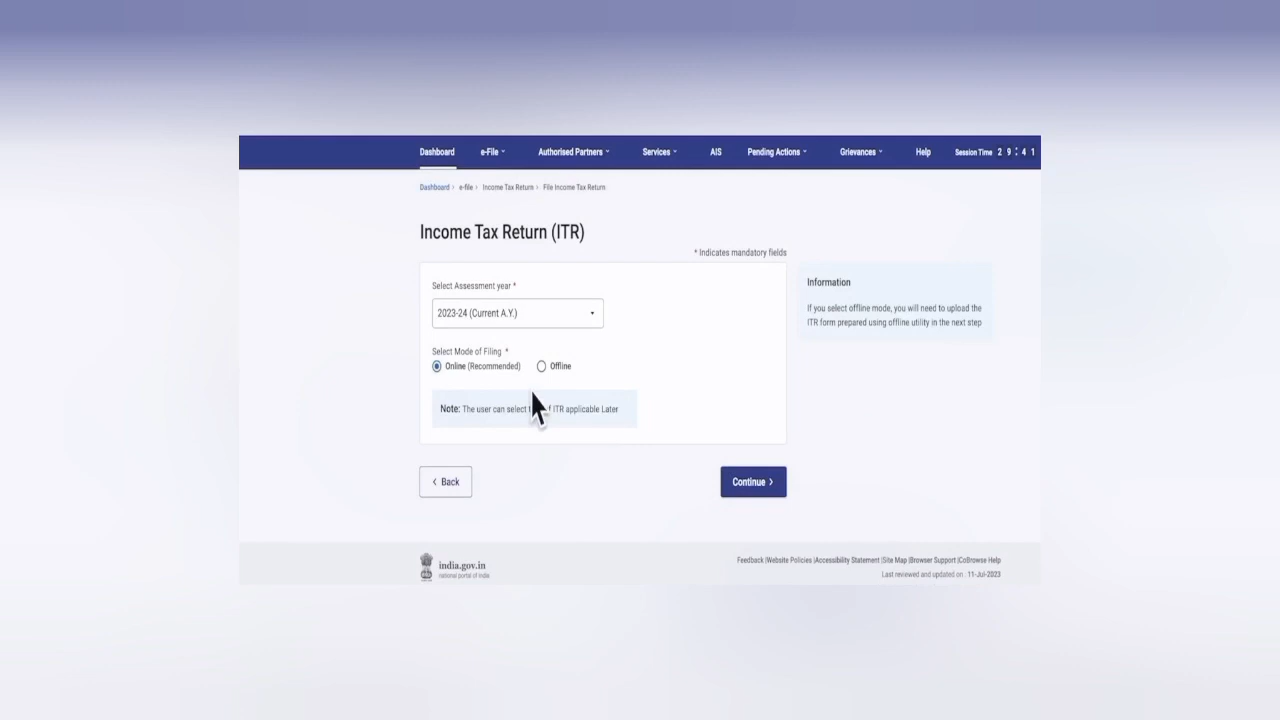 Dashboard e-File Authorised Partners Services AIS Pending Actions Grievances Help Session Time 2 9 : 4 1
Dashboard > e-file > Income Tax Return > File Income Tax Return
Income Tax Return (ITR)
* Indicates mandatory fields
Select Assessment year *
2023-24 (Current A.Y.)
Select Mode of Filing *
Online (Recommended) Offline
Note: The user can select ITR applicable Later
Information
If you select offline mode, you will need to upload the
ITR form prepared using offline utility in the next step
< Back
Continue >
india.gov.in
national portal of india
Feedback |Website Policies |Accessibility Statement |Site Map |Browser Support |CoBrowse Help
Last reviewed and updated on : 11-Jul-2023